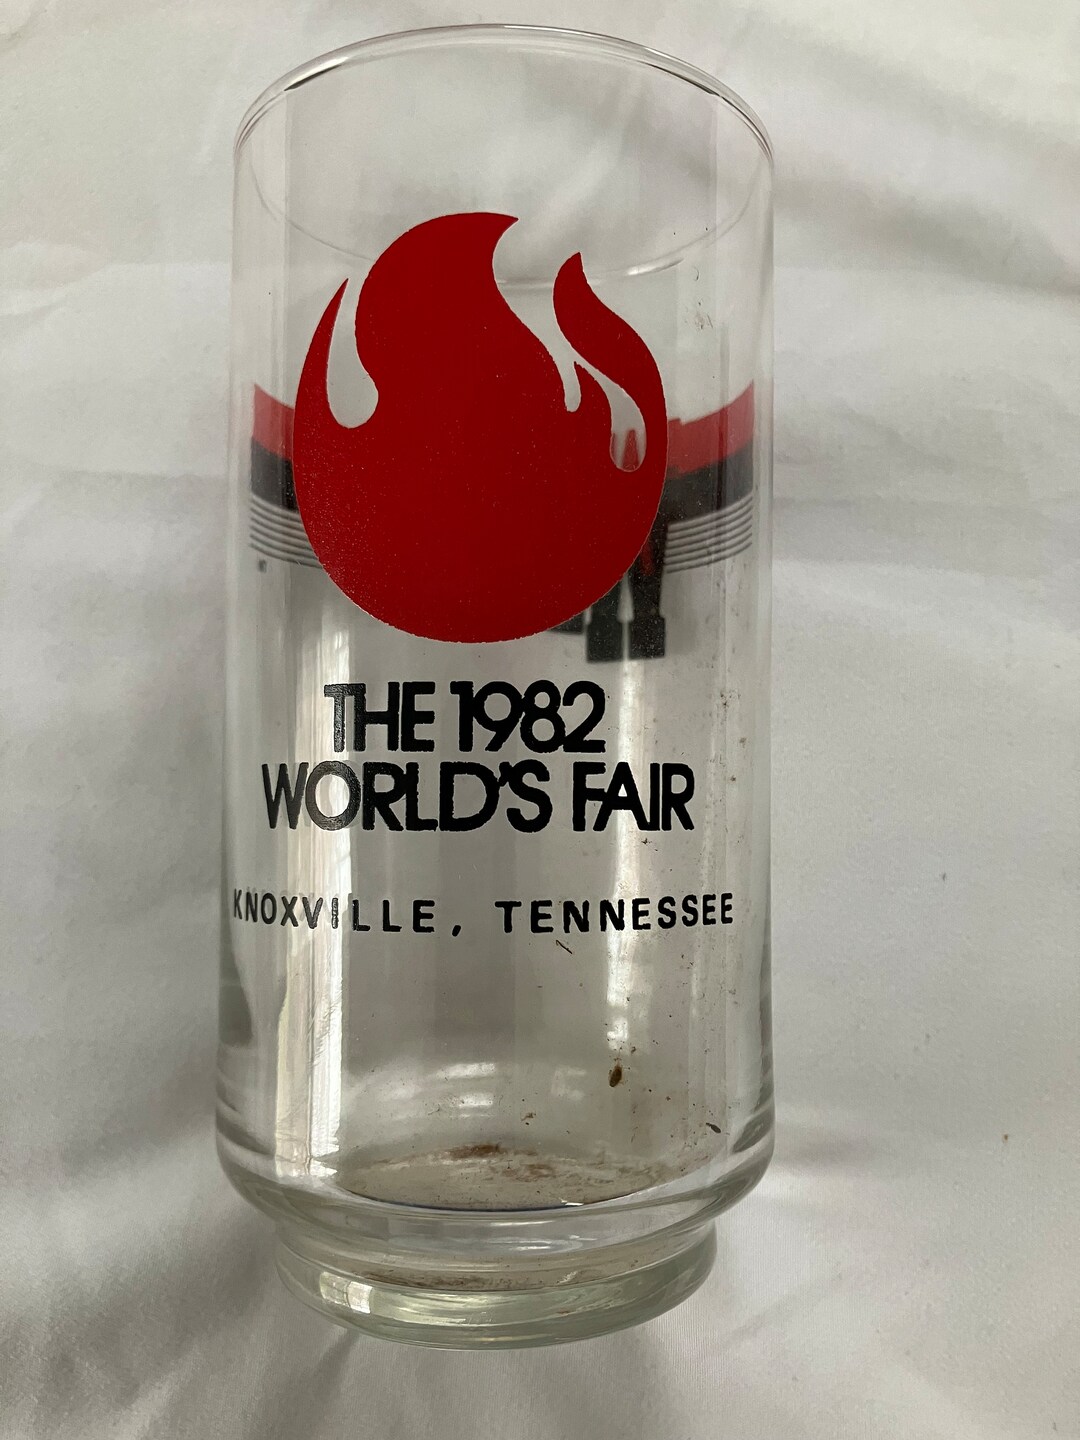 THE 1982
WORLD'S FAIR
KNOXVILLE, TENNESSEE